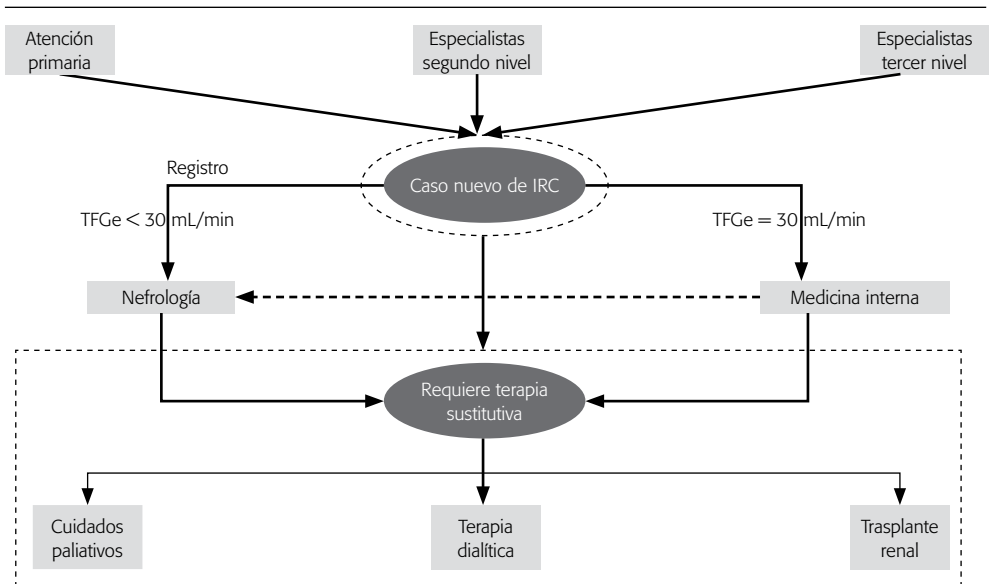 Atención
primaria
Especialistas
segundo nivel
Especialistas
tercer nivel
Registro
Caso nuevo de IRC
TFGe < 30 mL/min
TFGe = 30 mL/min
Nefrología
Medicina interna
Requiere terapia
sustitutiva
Cuidados
paliativos
Terapia
dialítica
Trasplante
renal